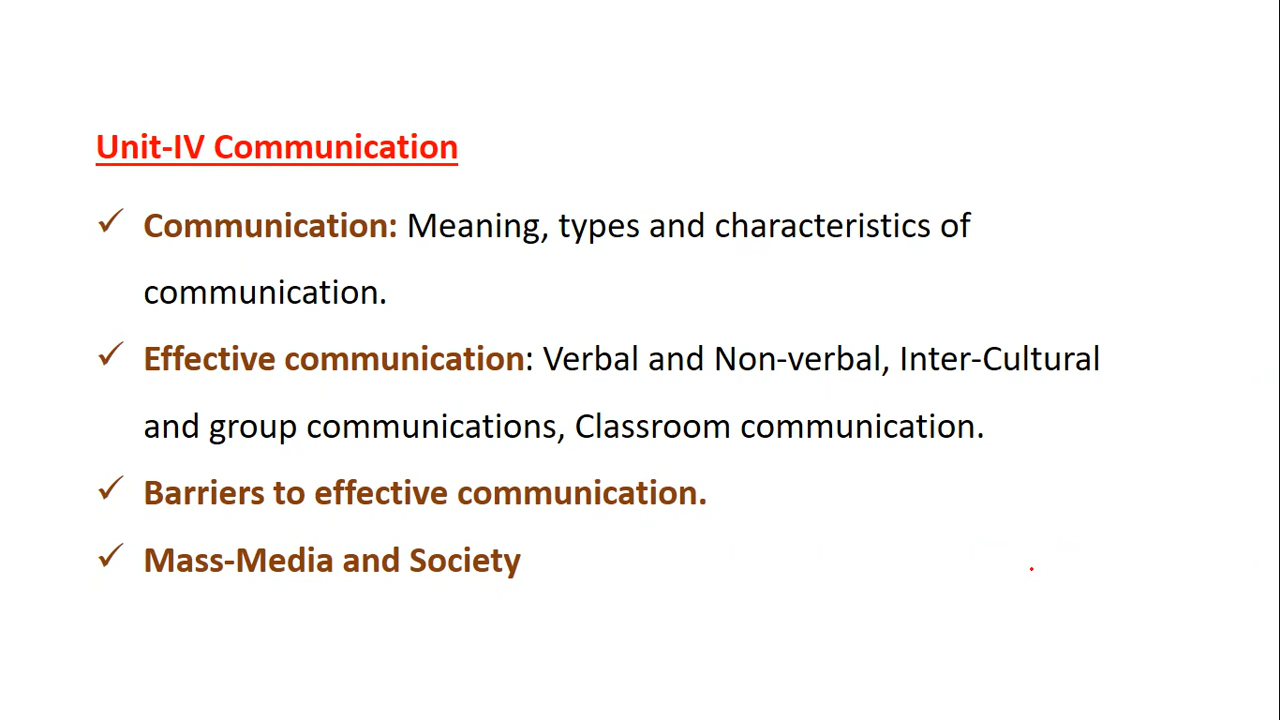 Unit-IV Communication
✓ Communication: Meaning, types and characteristics of
communication.
✓ Effective communication: Verbal and Non-verbal, Inter-Cultural
and group communications, Classroom communication.
✓ Barriers to effective communication.
✓ Mass-Media and Society